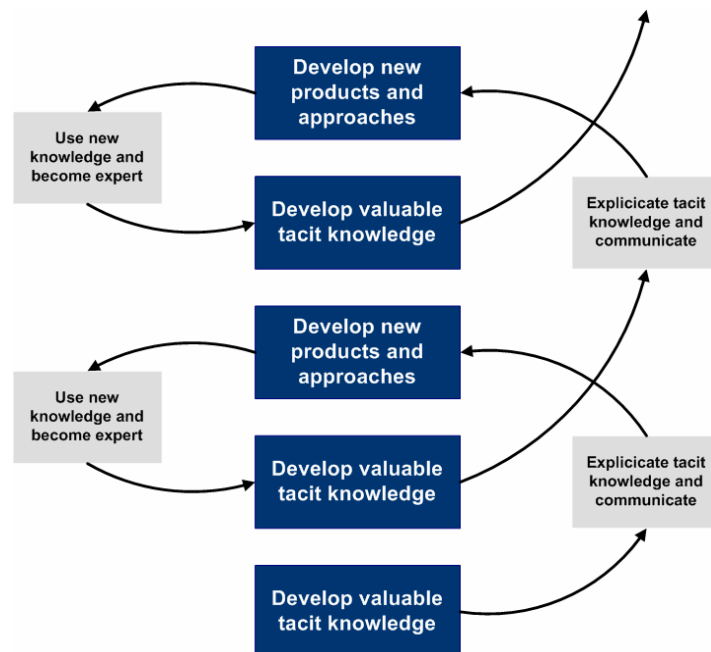 Develop new
products and
approaches
Use new
knowledge and
become expert
Develop valuable
tacit knowledge
Explicicate tacit
knowledge and
communicate
Develop new
products and
approaches
Use new
knowledge and
become expert
Develop valuable
tacit knowledge
Explicicate tacit
knowledge and
communicate
Develop valuable
tacit knowledge